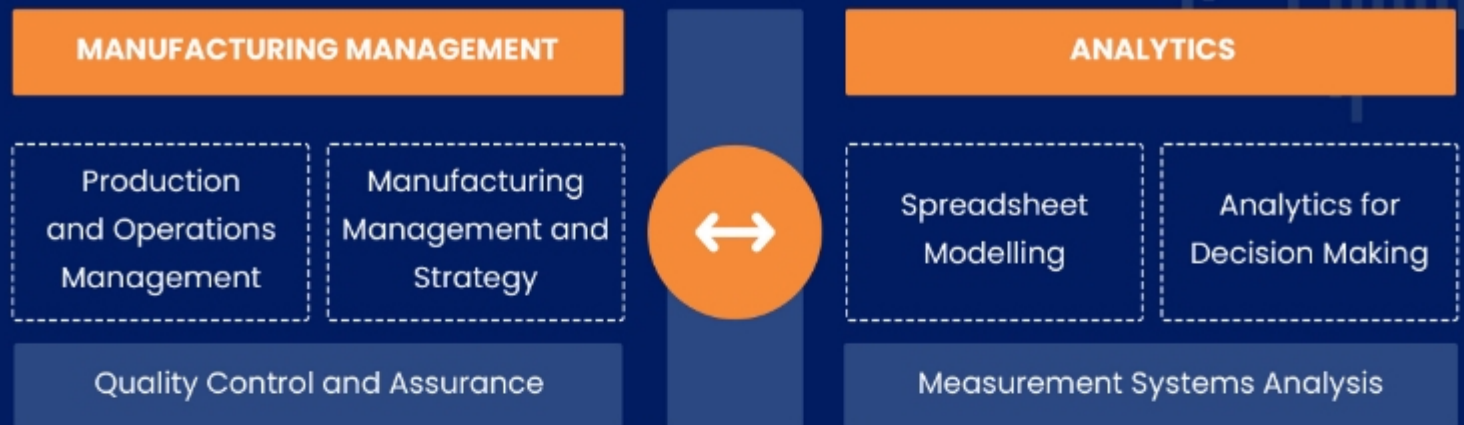 MANUFACTURING MANAGEMENT
Production
and Operations
Management
Manufacturing
Management and
Strategy
Quality Control and Assurance
ANALYTICS
Spreadsheet
Modelling
Analytics for
Decision Making
Measurement Systems Analysis